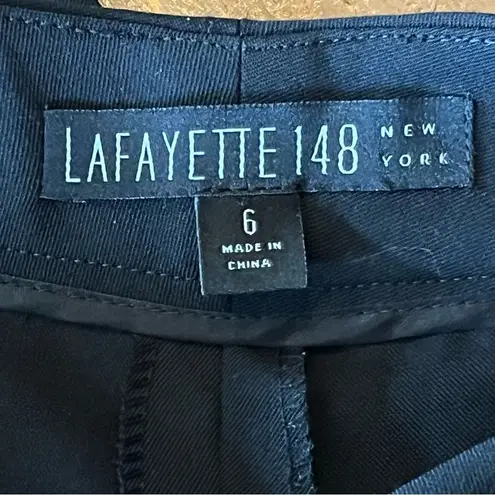 LAFAYETTE 148 NEW YORK
6
MADE IN
CHINA